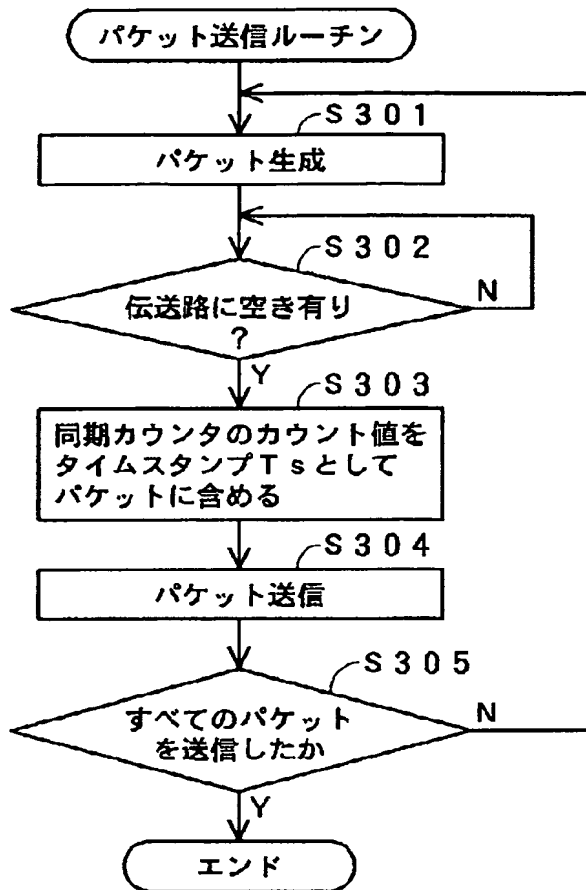 パケット送信ルーチン
S301
パケット生成
S302
伝送路に空き有り
?
N
Y
S303
同期カウンタのカウント値を
タイムスタンプTsとして
パケットに含める
S304
パケット送信
S305
すべてのパケット
を送信したか
N
Y
エンド